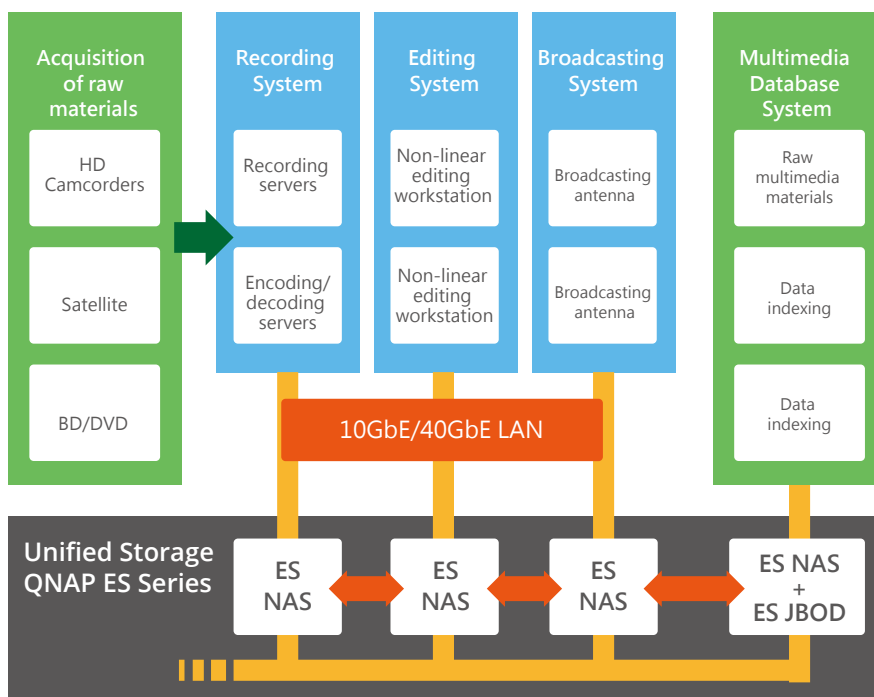 Acquisition
of raw
materials
HD
Camcorders
Satellite
BD/DVD
Recording
System
Recording
servers
Encoding/
decoding
servers
Editing
System
Non-linear
editing
workstation
Non-linear
editing
workstation
Broadcasting
System
Broadcasting
antenna
Broadcasting
antenna
Multimedia
Database
System
Raw
multimedia
materials
Data
indexing
Data
indexing
10GbE/40GbE LAN
Unified Storage
QNAP ES Series
ES
NAS
ES
NAS
ES
NAS
ES NAS
+
ES JBOD